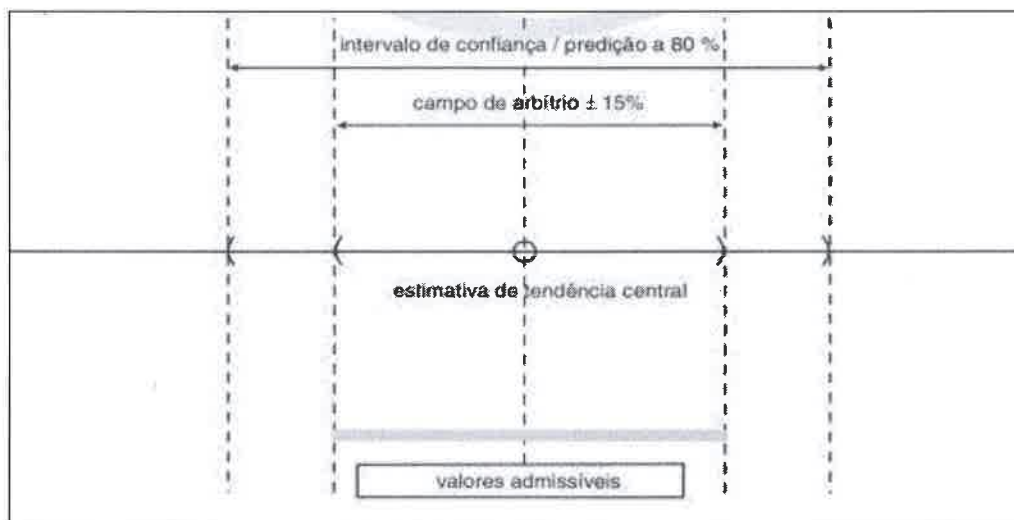 intervalo de confiança / predição a 80 %
campo de arbítrio ± 15%
estimativa de tendência central
valores admissíveis